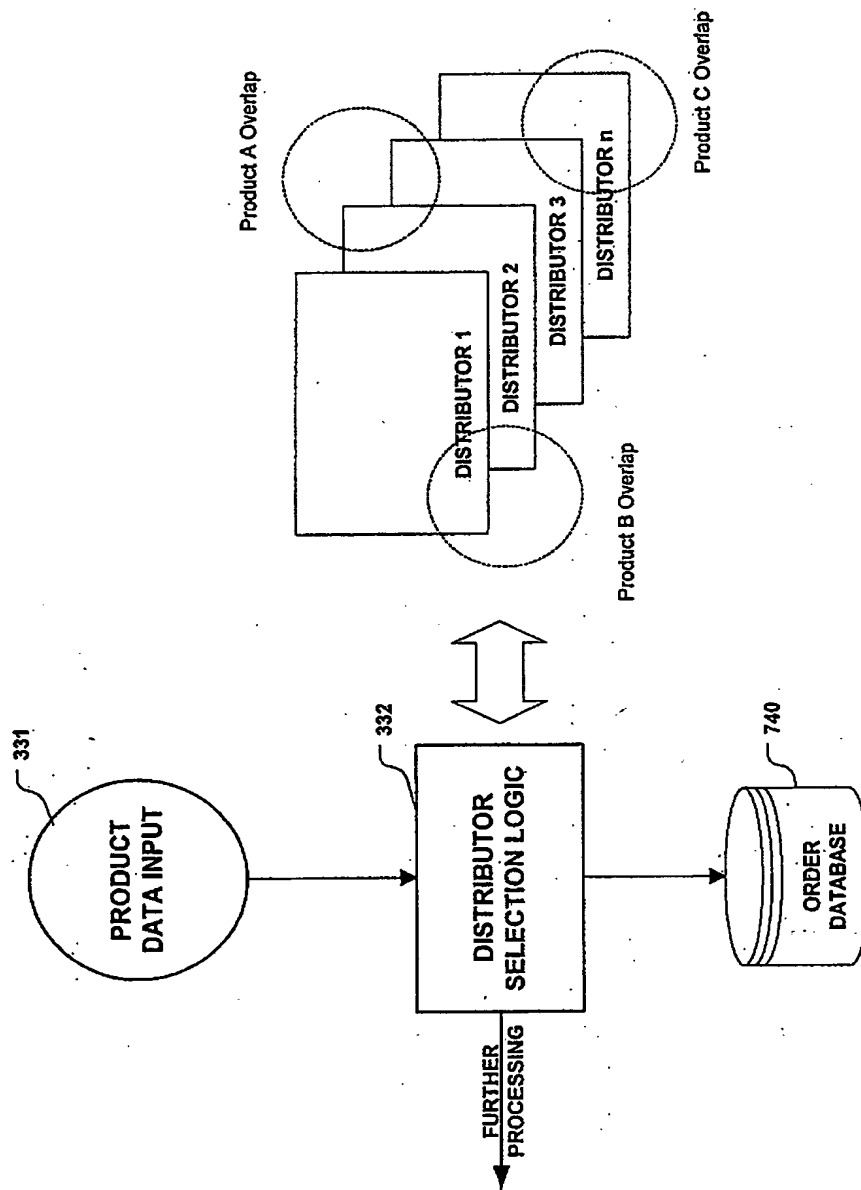 331
PRODUCT
DATA INPUT
332
DISTRIBUTOR
SELECTION LOGIC
FURTHER
PROCESSING
740
ORDER
DATABASE
Product A Overlap
DISTRIBUTOR 1
DISTRIBUTOR 2
DISTRIBUTOR 3
DISTRIBUTOR n
Product B Overlap
Product C Overlap